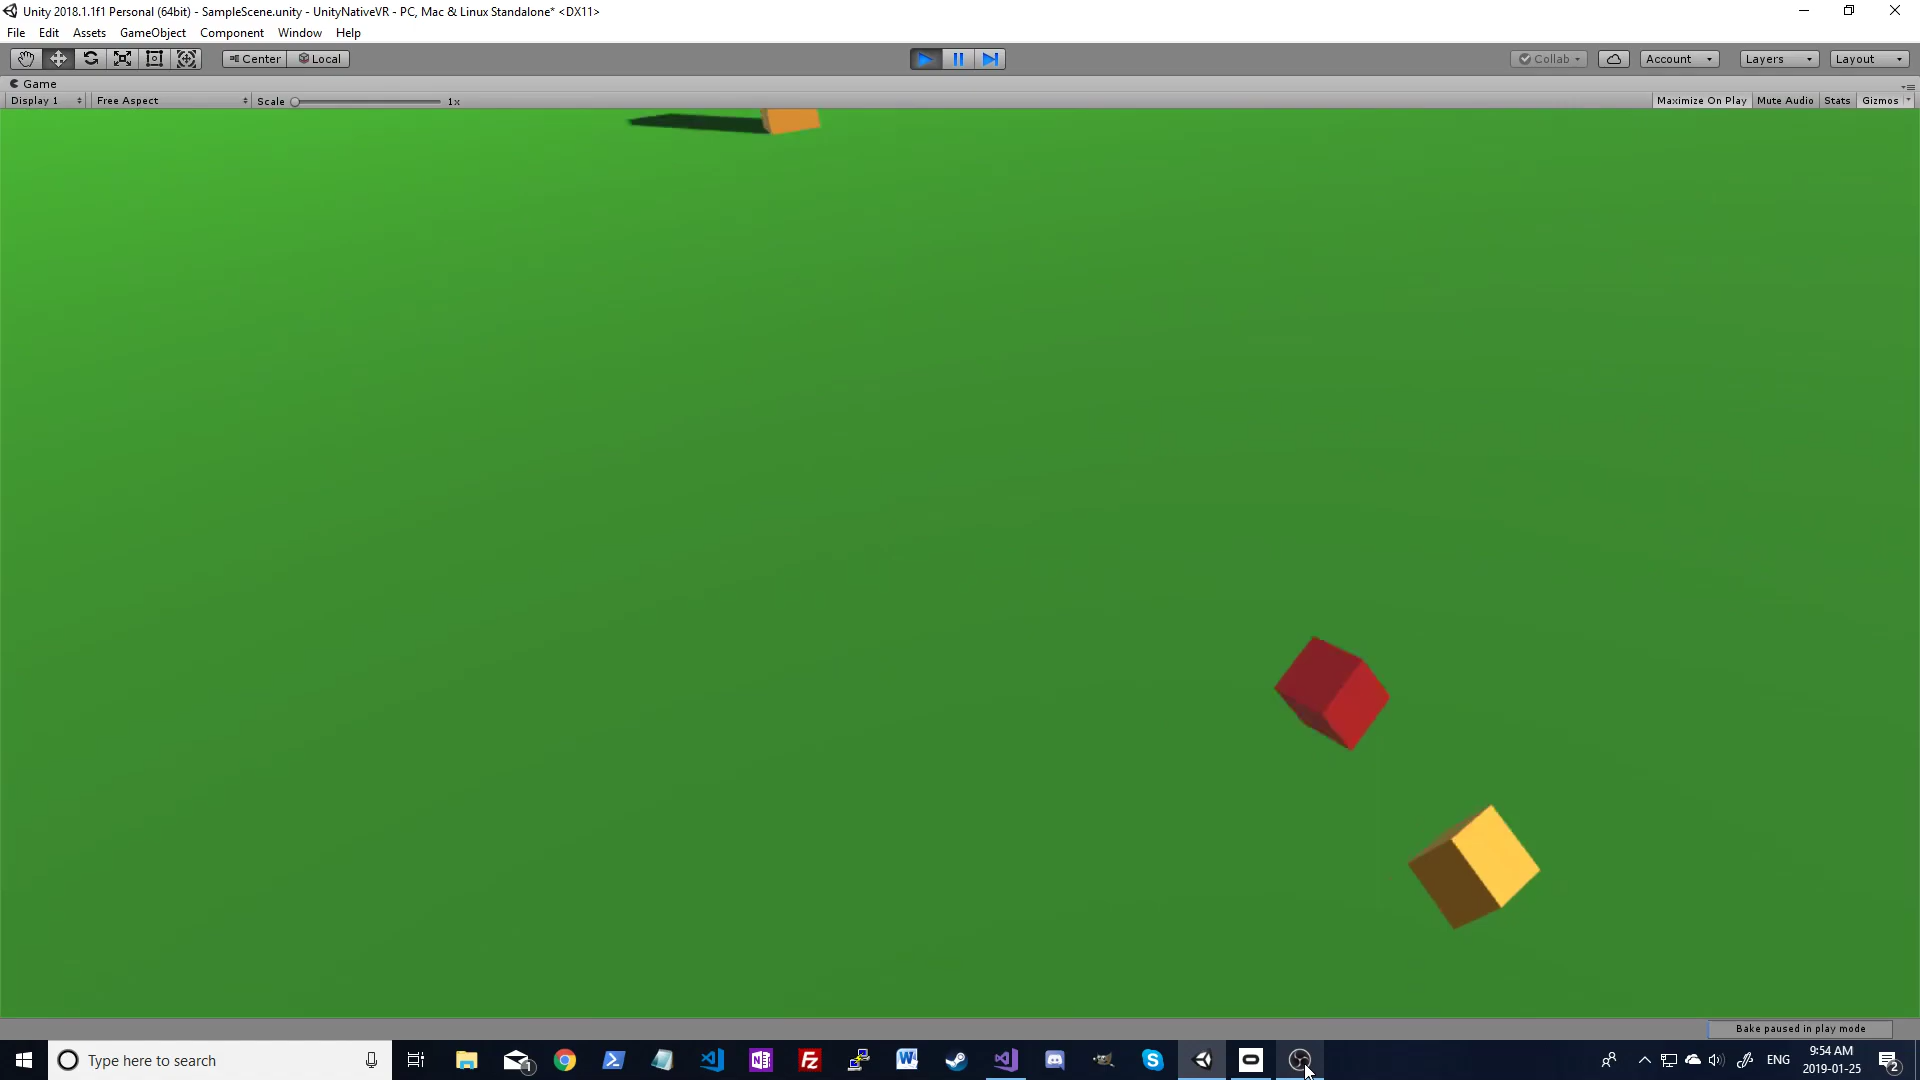 Unity 2018.1.1f1 Personal (64bit) - SampleScene.unity - UnityNativeVR - PC, Mac & Linux Standalone* <DX11>
File Edit Assets GameObject Component Window Help
Center Local Collab Account Layers Layout
Game
Display 1 Free Aspect Scale 1x Maximize On Play Mute Audio Stats Gizmos
Bake paused in play mode
Type here to search 1 N Fz W S ENG 9:54 AM
2019-01-25 2